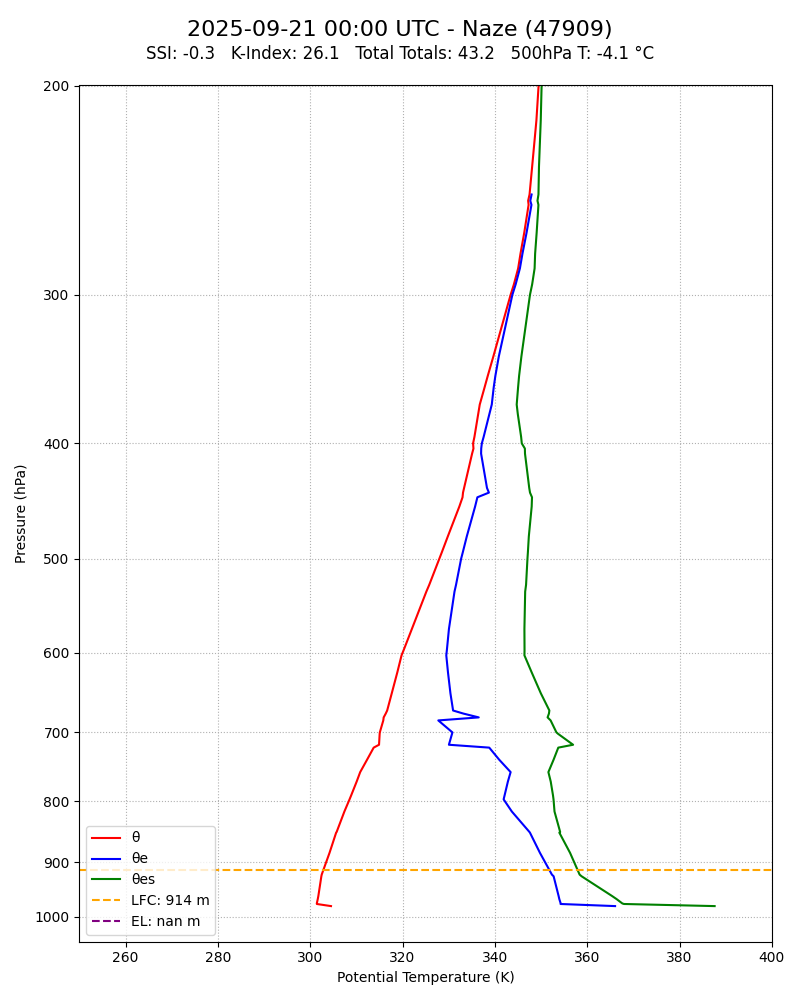 2025-09-21 00:00 UTC - Naze (47909)
SSI: -0.3   K-Index: 26.1   Total Totals: 43.2   500hPa T: -4.1 °C
200
300
400
500
600
700
800
900
1000
Pressure (hPa)
θ
θe
θes
LFC: 914 m
EL: nan m
260
280
300
320
340
360
380
400
Potential Temperature (K)